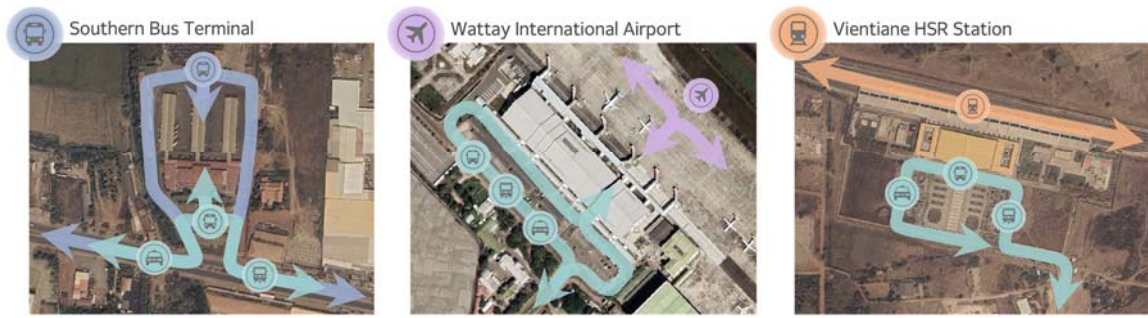 Southern Bus Terminal
Wattay International Airport
Vientiane HSR Station